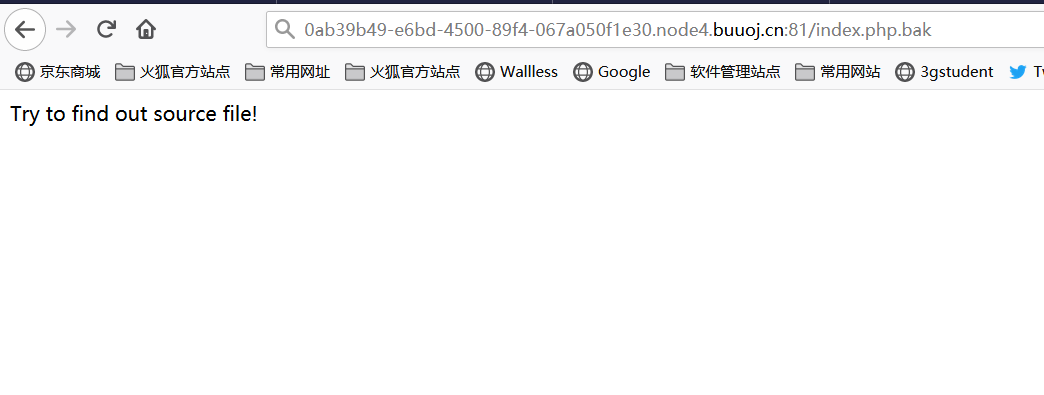 0ab39b49-e6bd-4500-89f4-067a050f1e30.node4.buuoj.cn:81/index.php.bak
京东商城 火狐官方站点 常用网址 火狐官方站点 Wallless Google 软件管理站点 常用网站 3gstudent
Try to find out source file!